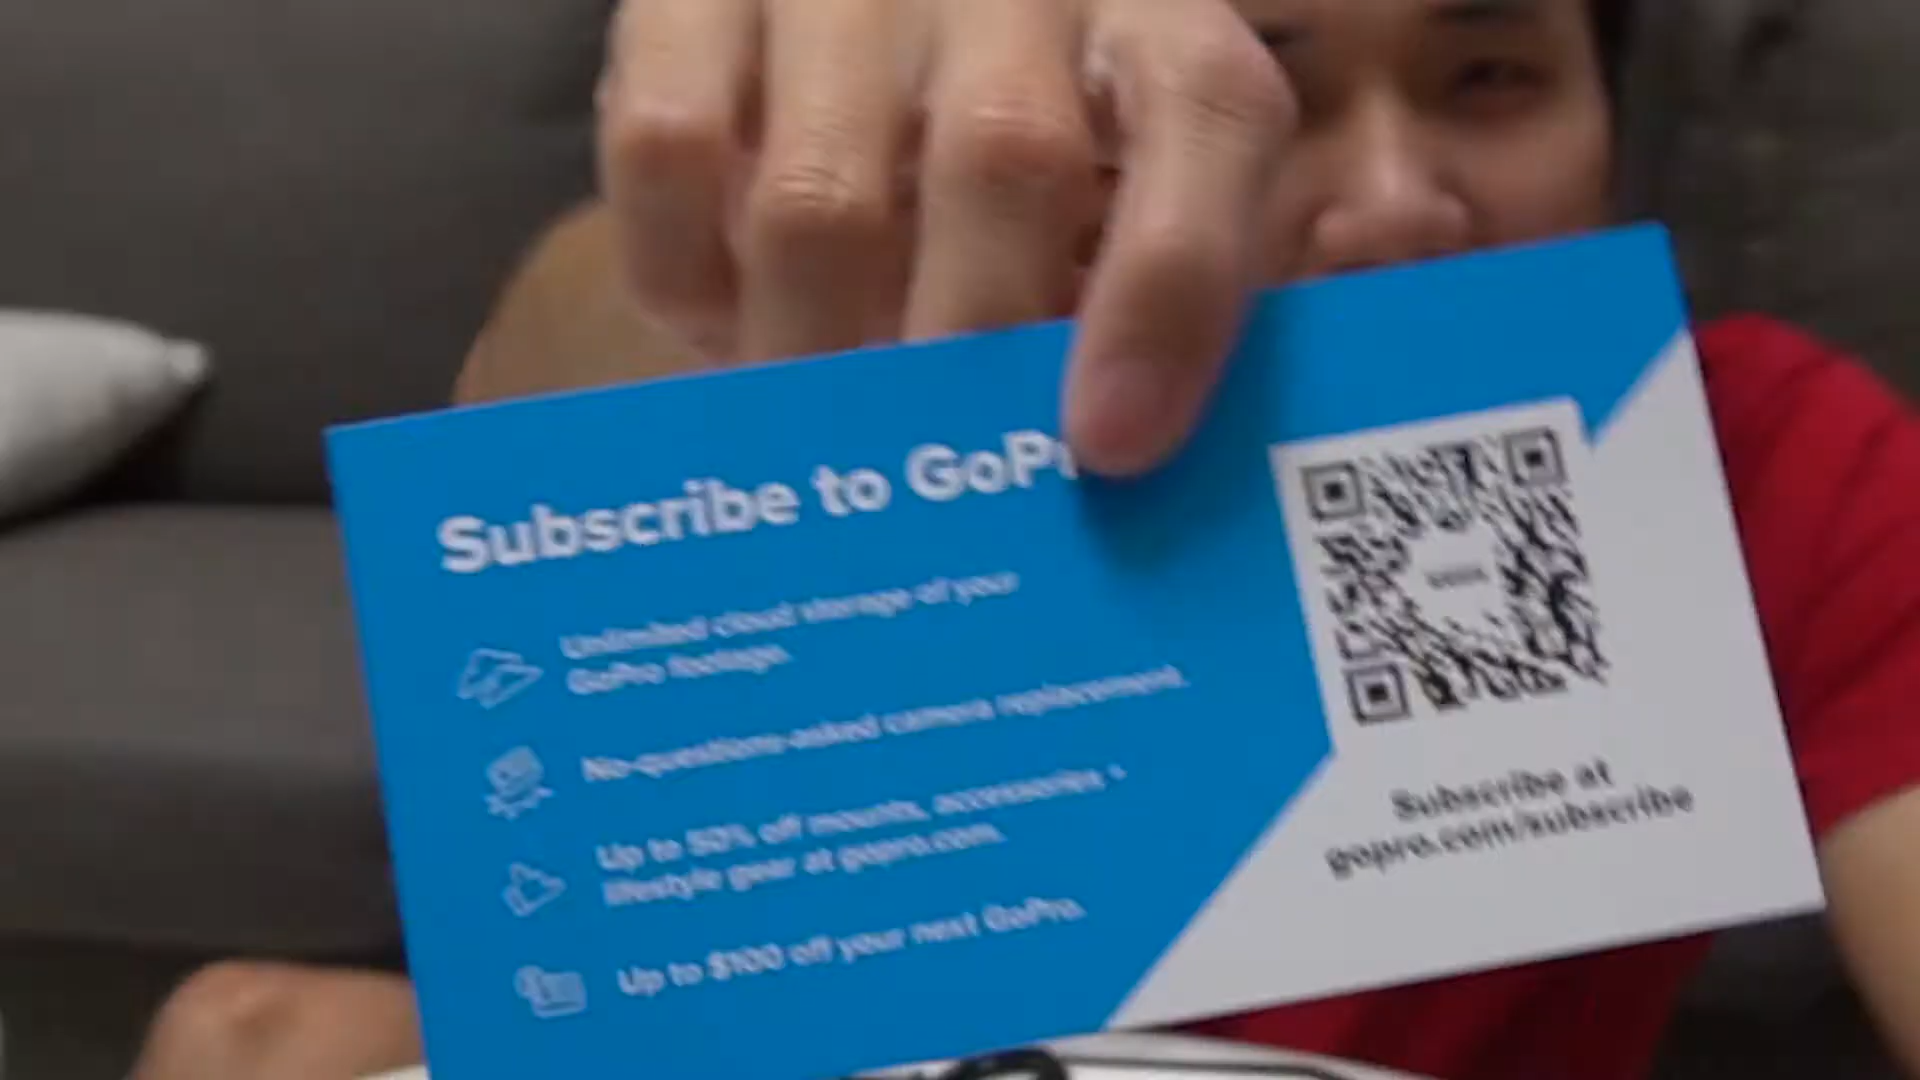 Subscribe to GoPr
Unlimited cloud storage of your
GoPro footage.
No-questions-asked camera replacement.
Up to 50% off mounts, accessories, +
lifestyle gear at gopro.com.
Up to $100 off your next GoPro.
Subscribe at
gopro.com/subscribe